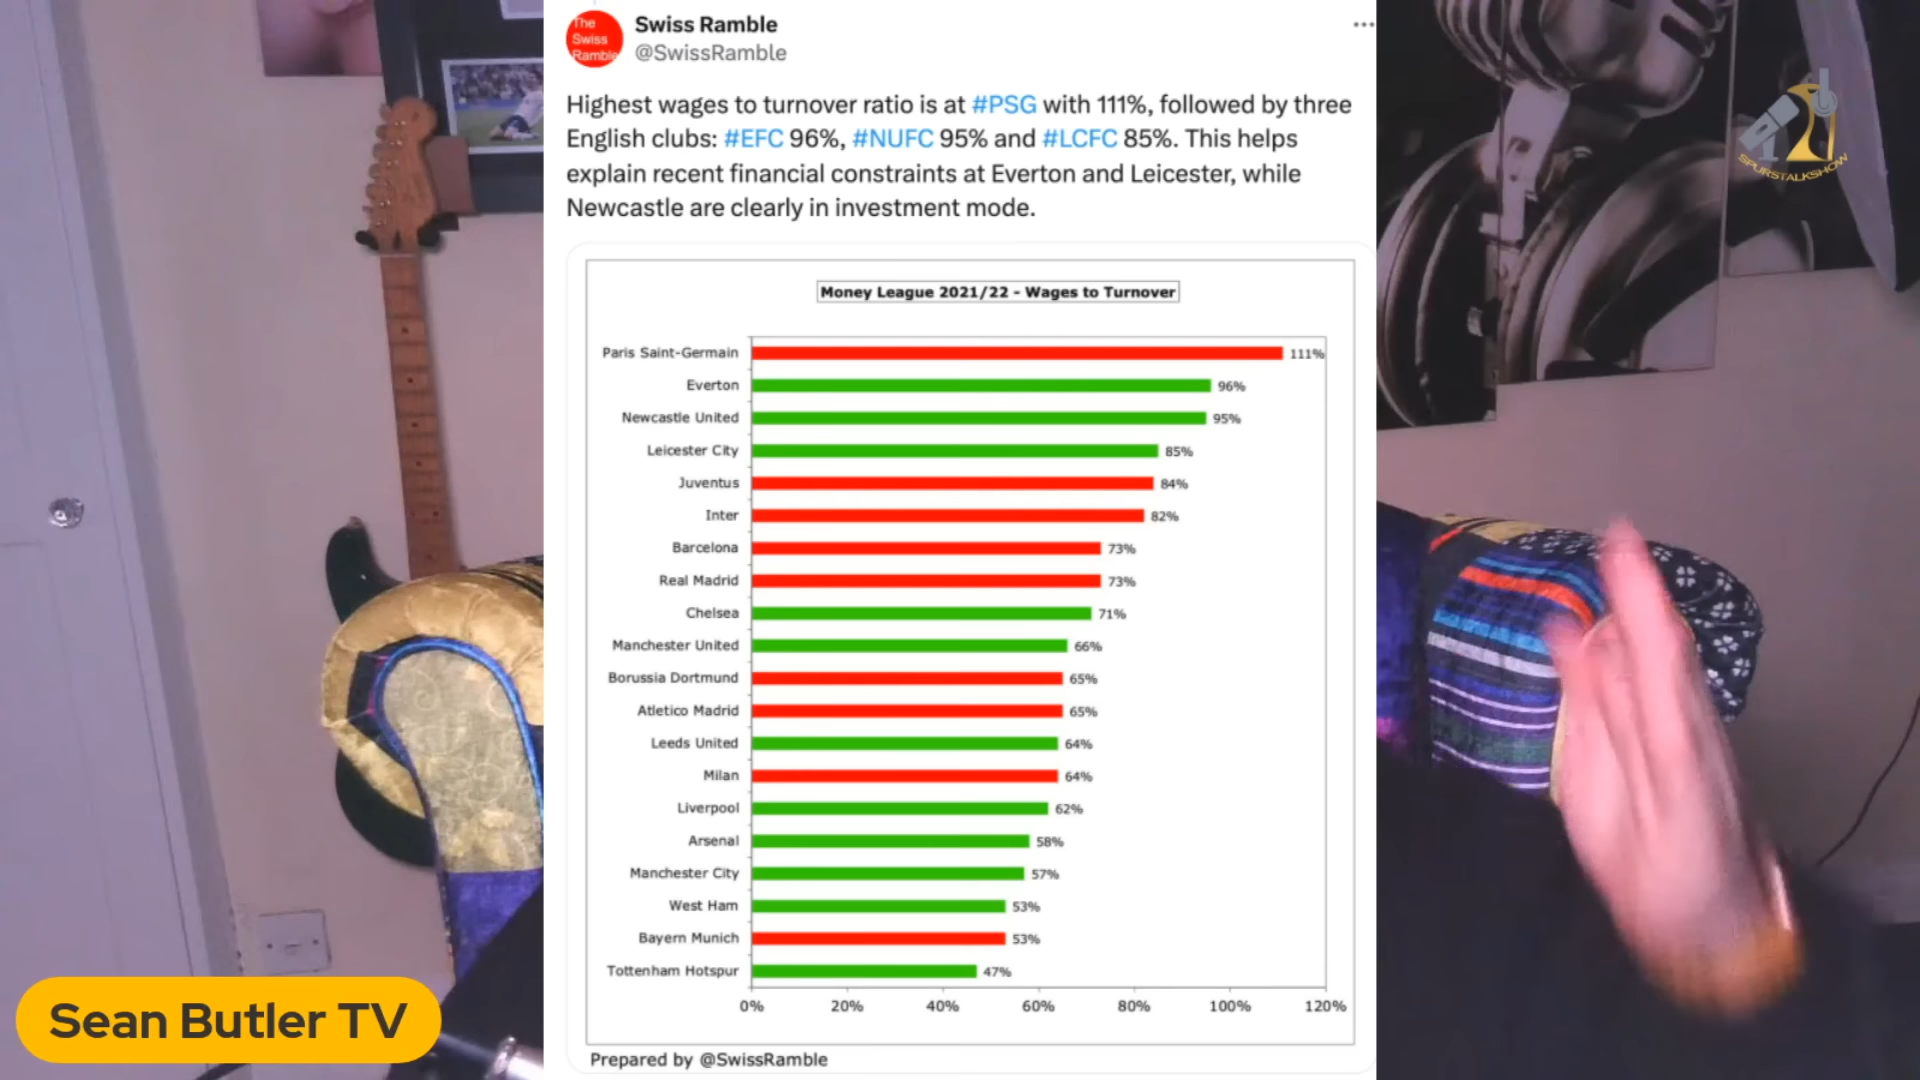 The
Swiss
Ramble
Swiss Ramble
@SwissRamble
Highest wages to turnover ratio is at #PSG with 111%, followed by three
English clubs: #EFC 96%, #NUFC 95% and #LCFC 85%. This helps
explain recent financial constraints at Everton and Leicester, while
Newcastle are clearly in investment mode.
SPURSTALKSHOW
Money League 2021/22 - Wages to Turnover
Paris Saint-Germain 111%
Everton 96%
Newcastle United 95%
Leicester City 85%
Juventus 84%
Inter 82%
Barcelona 73%
Real Madrid 73%
Chelsea 71%
Manchester United 66%
Borussia Dortmund 65%
Atletico Madrid 65%
Leeds United 64%
Milan 64%
Liverpool 62%
Arsenal 58%
Manchester City 57%
West Ham 53%
Bayern Munich 53%
Tottenham Hotspur 47%
0% 20% 40% 60% 80% 100% 120%
Prepared by @SwissRamble
Sean Butler TV